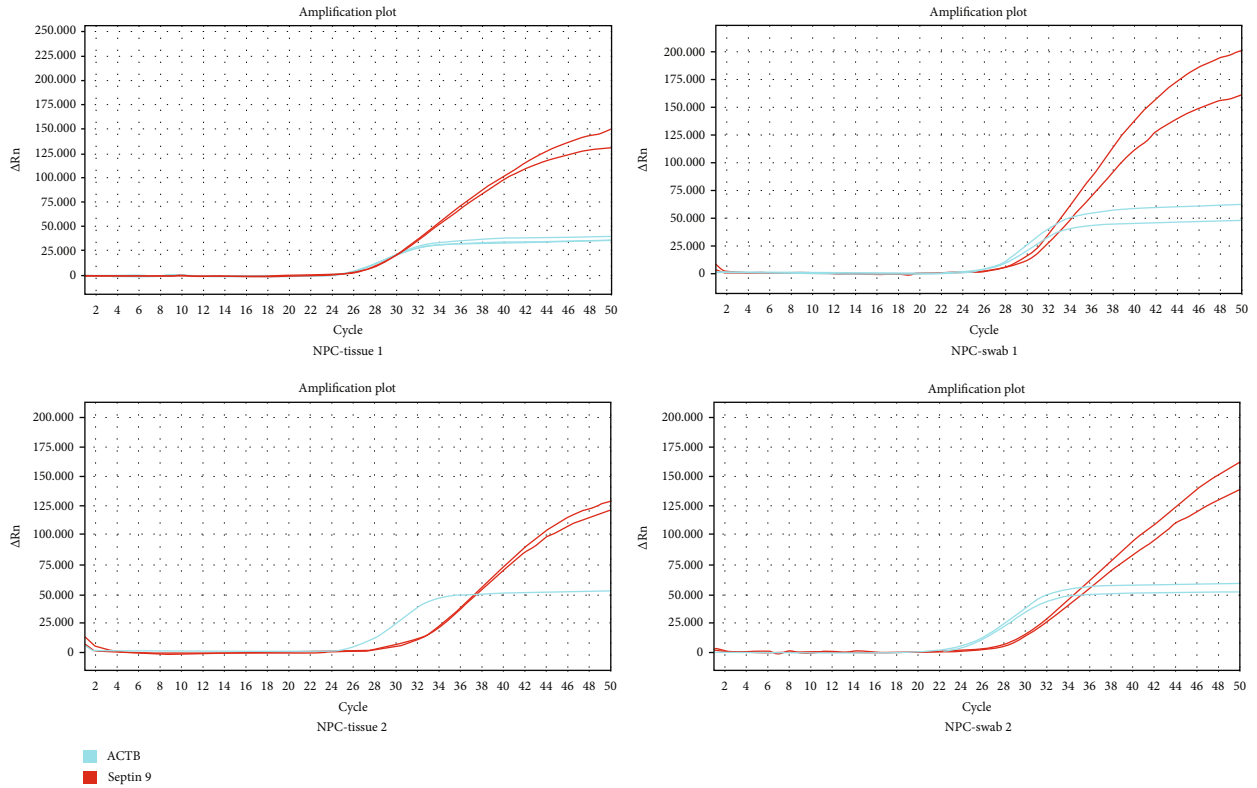 Amplification plot
250.000
225.000
200.000
175.000
150.000
125.000
100.000
75.000
50.000
25.000
0
ΔRn
2 4 6 8 10 12 14 16 18 20 22 24 26 28 30 32 34 36 38 40 42 44 46 48 50
Cycle
NPC-tissue 1
Amplification plot
200.000
175.000
150.000
125.000
100.000
75.000
50.000
25.000
0
ΔRn
2 4 6 8 10 12 14 16 18 20 22 24 26 28 30 32 34 36 38 40 42 44 46 48 50
Cycle
NPC-swab 1
Amplification plot
200.000
175.000
150.000
125.000
100.000
50.000
25.000
0
ΔRn
2 4 6 8 10 12 14 16 18 20 22 24 26 28 30 32 34 36 38 40 42 44 46 48 50
Cycle
NPC-tissue 2
Amplification plot
200.000
175.000
150.000
125.000
100.000
75.000
50.000
25.000
0
ΔRn
2 4 6 8 10 12 14 16 18 20 22 24 26 28 30 32 34 36 38 40 42 44 46 48 50
Cycle
NPC-swab 2
ACTB
Septin 9